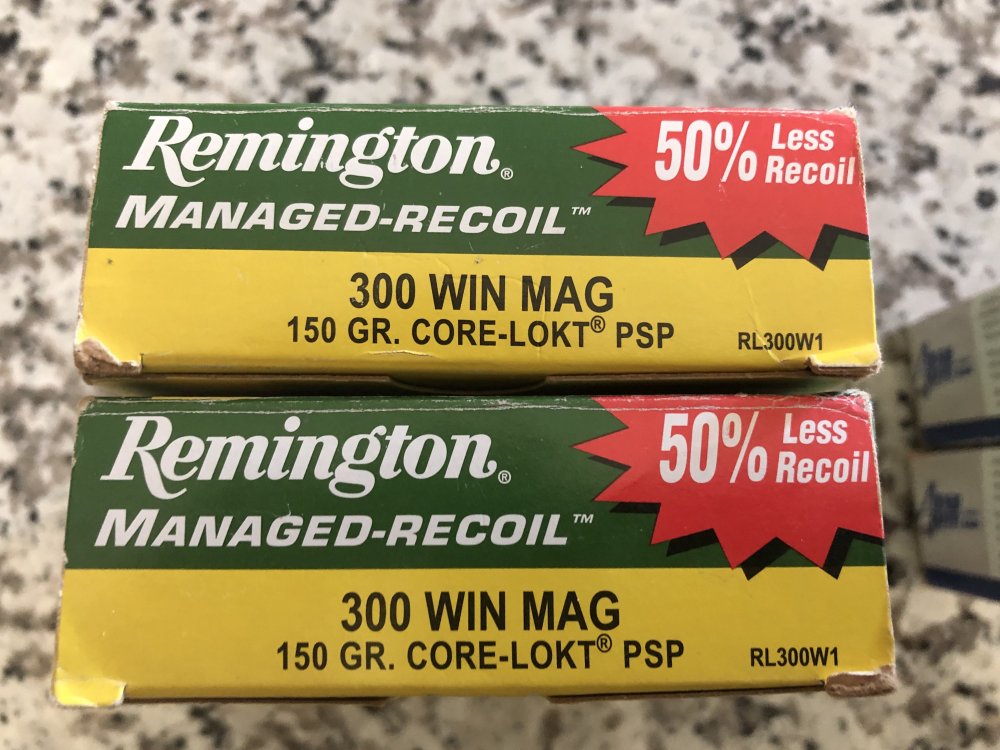 Remington®
MANAGED-RECOIL™
50% Less Recoil
300 WIN MAG
150 GR. CORE-LOKT® PSP
RL300W1
Remington®
MANAGED-RECOIL™
50% Less Recoil
300 WIN MAG
150 GR. CORE-LOKT® PSP
RL300W1